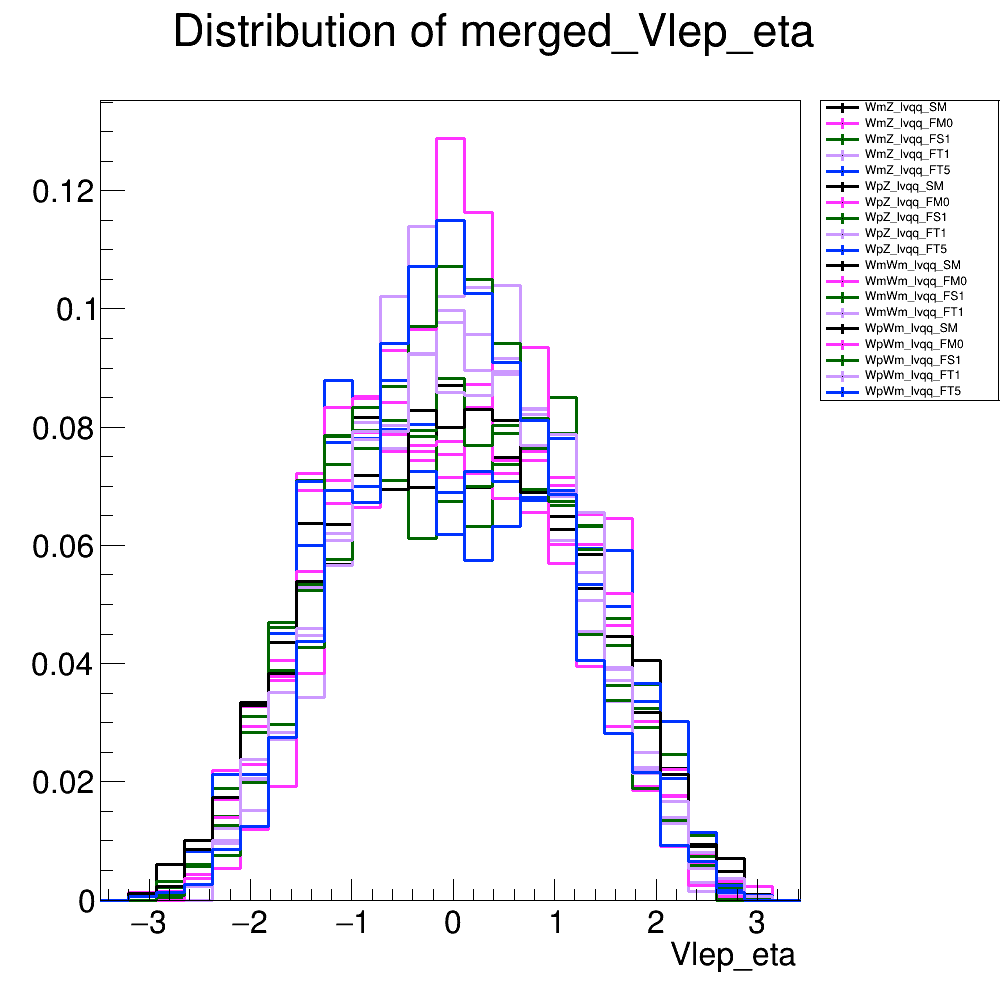 Distribution of merged_Vlep_eta
WmZ_lvqq_SM
WmZ_lvqq_FM0
WmZ_lvqq_FS1
WmZ_lvqq_FT1
WmZ_lvqq_FT5
WpZ_lvqq_SM
WpZ_lvqq_FM0
WpZ_lvqq_FS1
WpZ_lvqq_FT1
WpZ_lvqq_FT5
WmWm_lvqq_SM
WmWm_lvqq_FM0
WmWm_lvqq_FS1
WmWm_lvqq_FT1
WpWm_lvqq_SM
WpWm_lvqq_FM0
WpWm_lvqq_FS1
WpWm_lvqq_FT1
WpWm_lvqq_FT5
0.12
0.1
0.08
0.06
0.04
0.02
0
−3 −2 −1 0 1 2 3
Vlep_eta